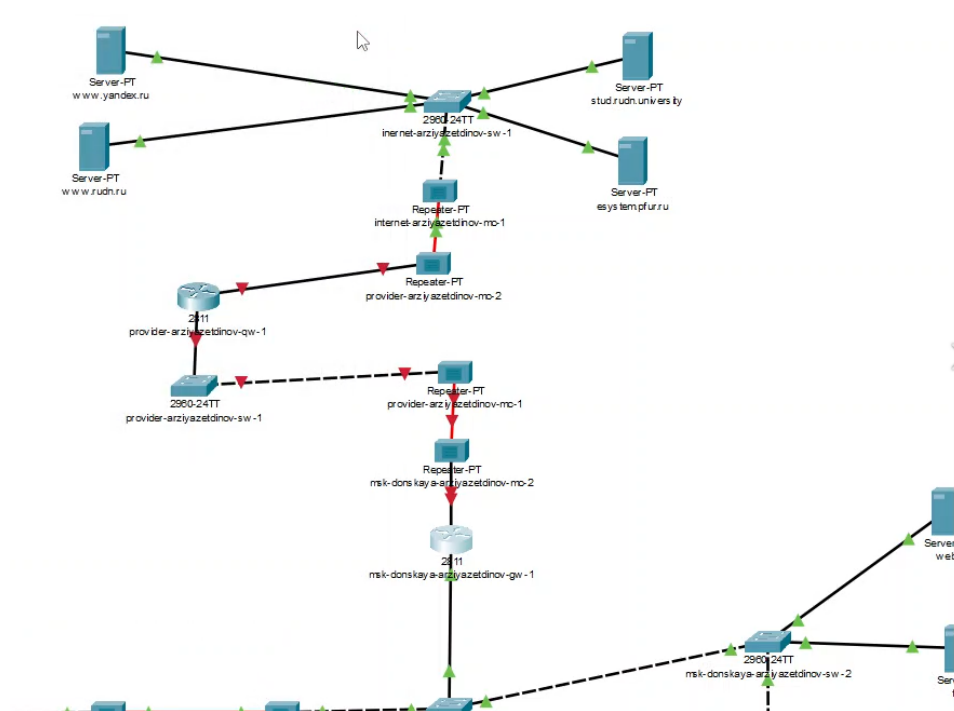 Server-PT
www.yandex.ru
Server-PT
www.rudn.ru
2960-24TT
inernet-arziyazetdinov-sw-1
Server-PT
stud.rudn.university
Server-PT
esystem.pfur.ru
Repeater-PT
internet-arziyazetdinov-mc-1
Repeater-PT
provider-arziyazetdinov-mc-2
2811
provider-arziyazetdinov-gw-1
2960-24TT
provider-arziyazetdinov-sw-1
Repeater-PT
provider-arziyazetdinov-mc-1
Repeater-PT
msk-donskaya-arziyazetdinov-mc-2
2811
msk-donskaya-arziyazetdinov-gw-1
2960-24TT
msk-donskaya-arziyazetdinov-sw-2
Server
web